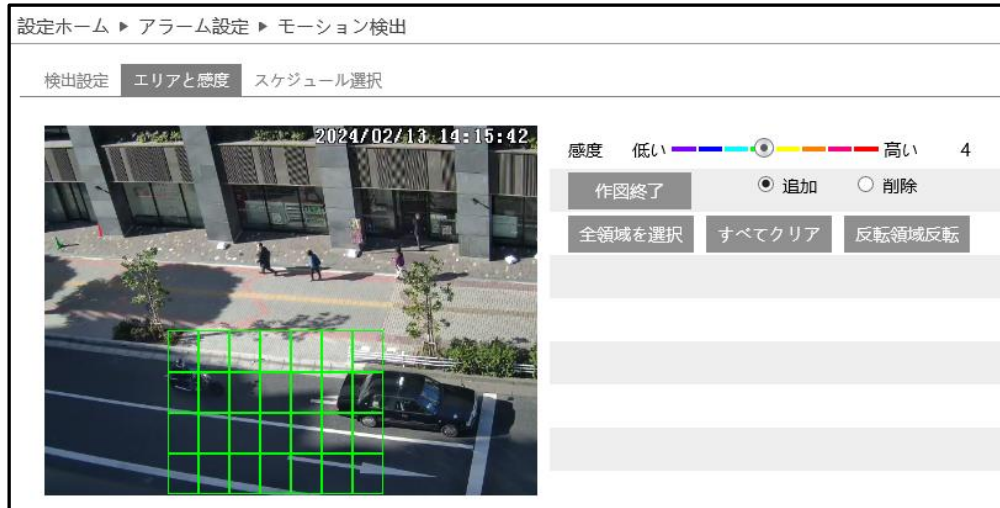 設定ホーム ▶ アラーム設定 ▶ モーション検出
検出設定 エリアと感度 スケジュール選択
2024/02/13 14:15:42
感度 低い 高い 4
作図終了 追加 削除
全領域を選択 すべてクリア 反転領域反転